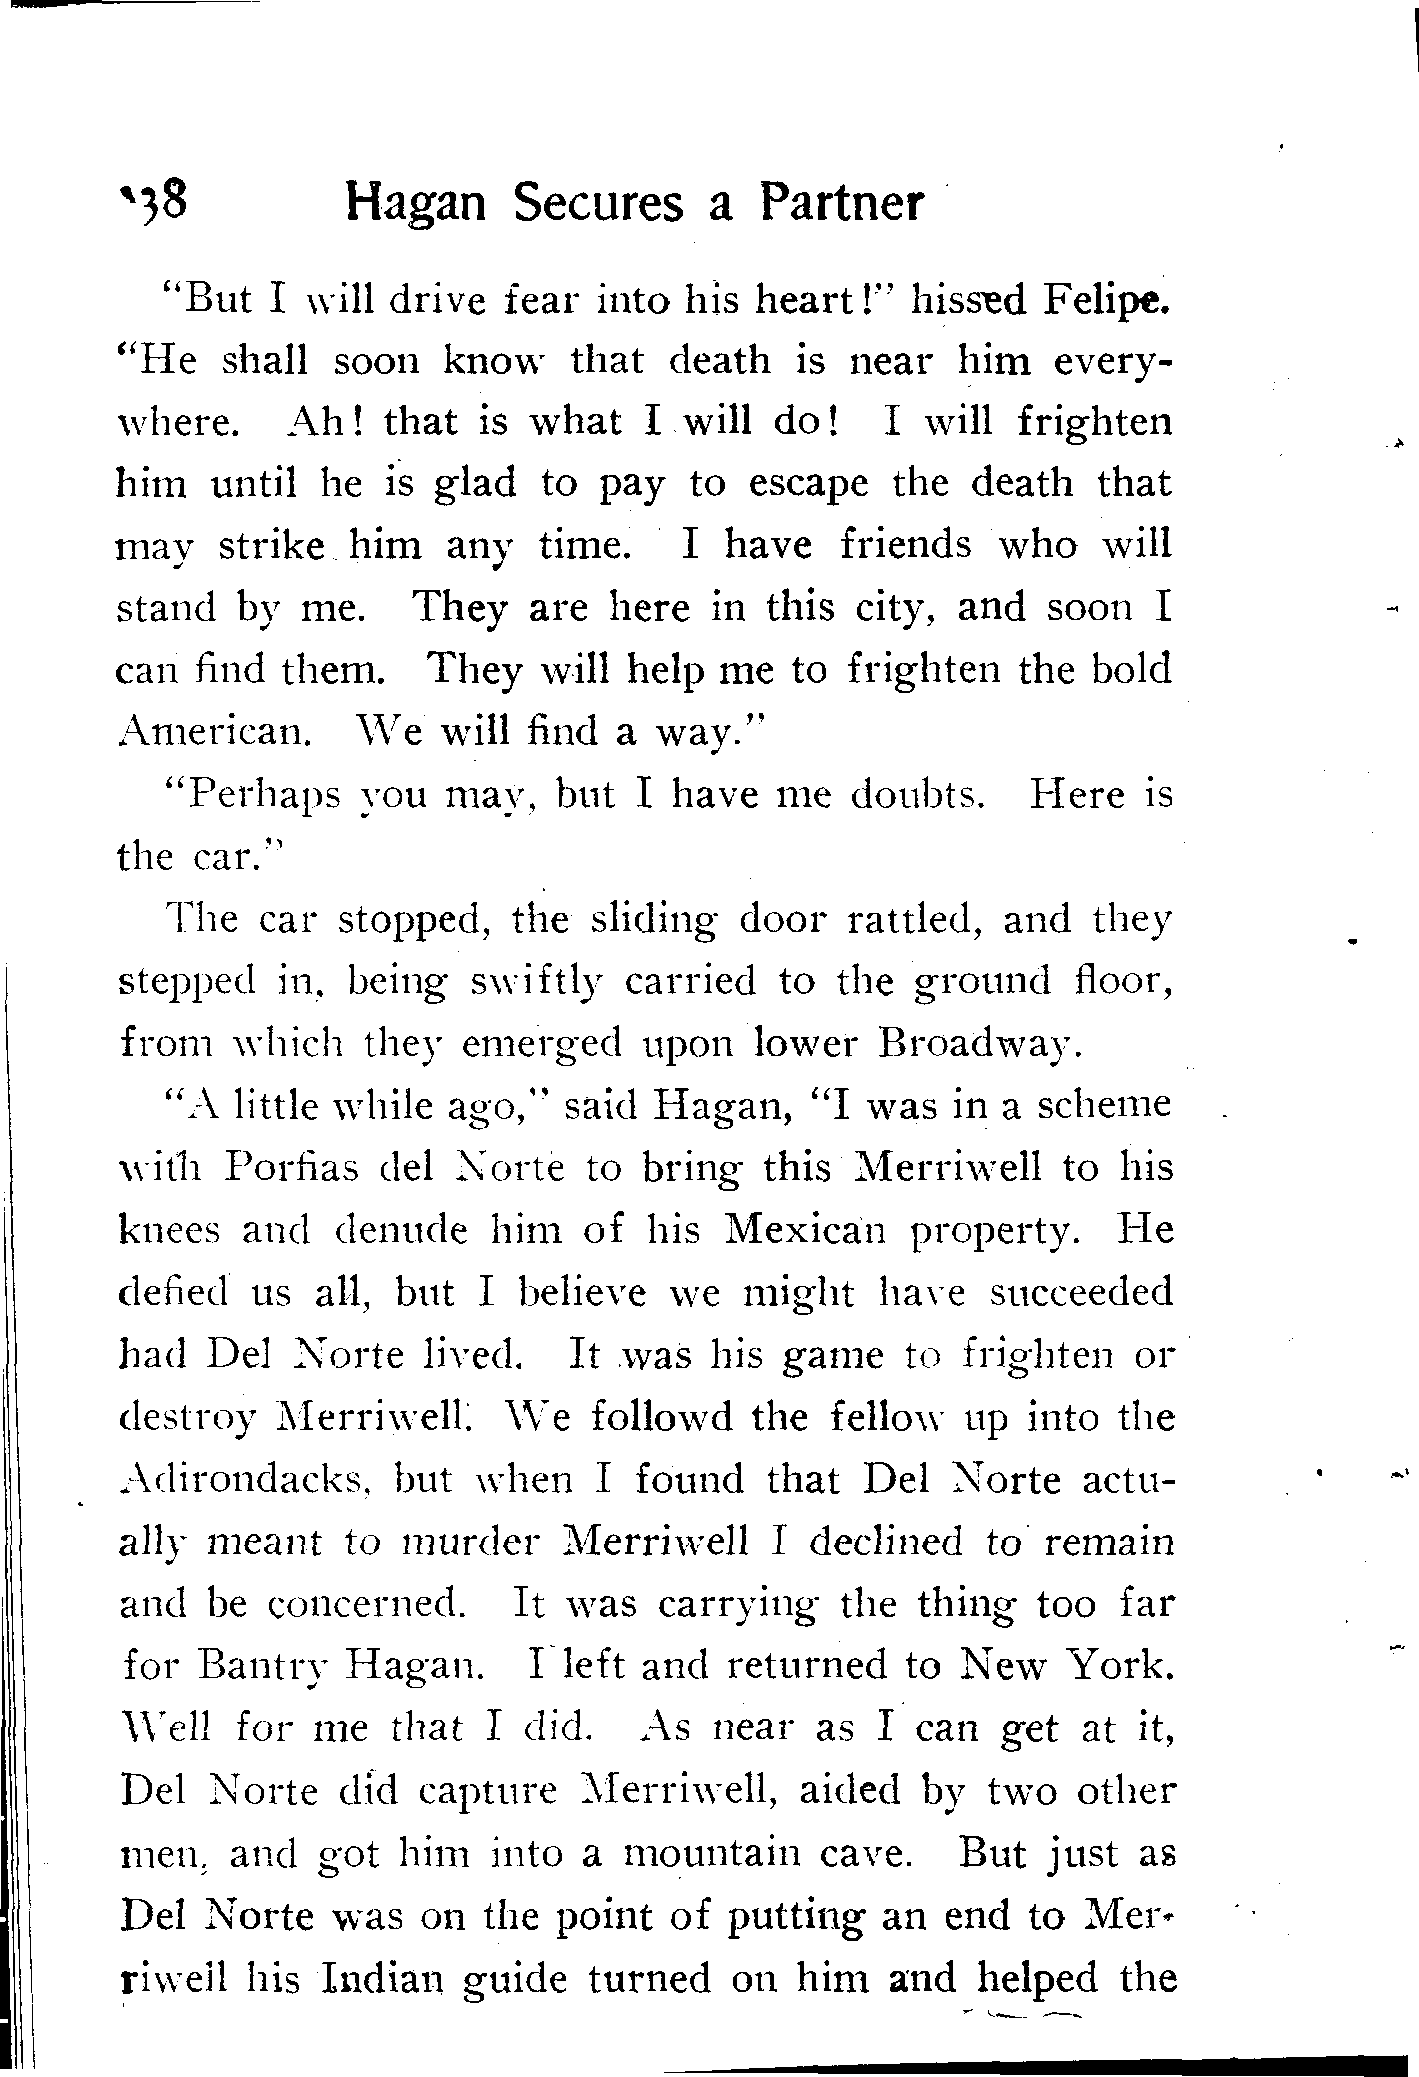 138 Hagan Secures a Partner
"But I will drive fear into his heart!" hissed Felipe.
"He shall soon know that death is near him every-
where. Ah! that is what I will do! I will frighten
him until he is glad to pay to escape the death that
may strike him any time. I have friends who will
stand by me. They are here in this city, and soon I
can find them. They will help me to frighten the bold
American. We will find a way."
"Perhaps you may, but I have me doubts. Here is
the car."
The car stopped, the sliding door rattled, and they
stepped in, being swiftly carried to the ground floor,
from which they emerged upon lower Broadway.
"A little while ago," said Hagan, "I was in a scheme
with Porfias del Norte to bring this Merriwell to his
knees and denude him of his Mexican property. He
defied us all, but I believe we might have succeeded
had Del Norte lived. It was his game to frighten or
destroy Merriwell. We followd the fellow up into the
Adirondacks, but when I found that Del Norte actu-
ally meant to murder Merriwell I declined to remain
and be concerned. It was carrying the thing too far
for Bantry Hagan. I left and returned to New York.
Well for me that I did. As near as I can get at it,
Del Norte did capture Merriwell, aided by two other
men, and got him into a mountain cave. But just as
Del Norte was on the point of putting an end to Mer-
riwell his Indian guide turned on him and helped the